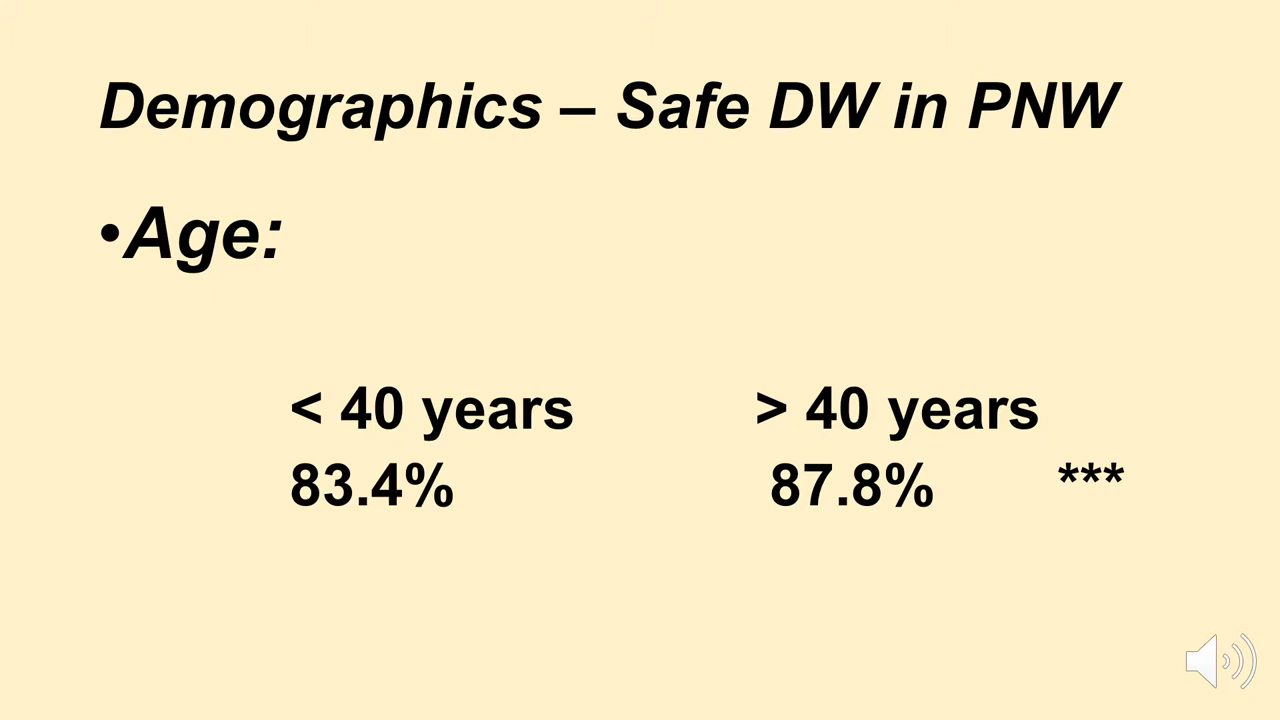 Demographics – Safe DW in PNW
•Age:
< 40 years > 40 years
83.4% 87.8% ***